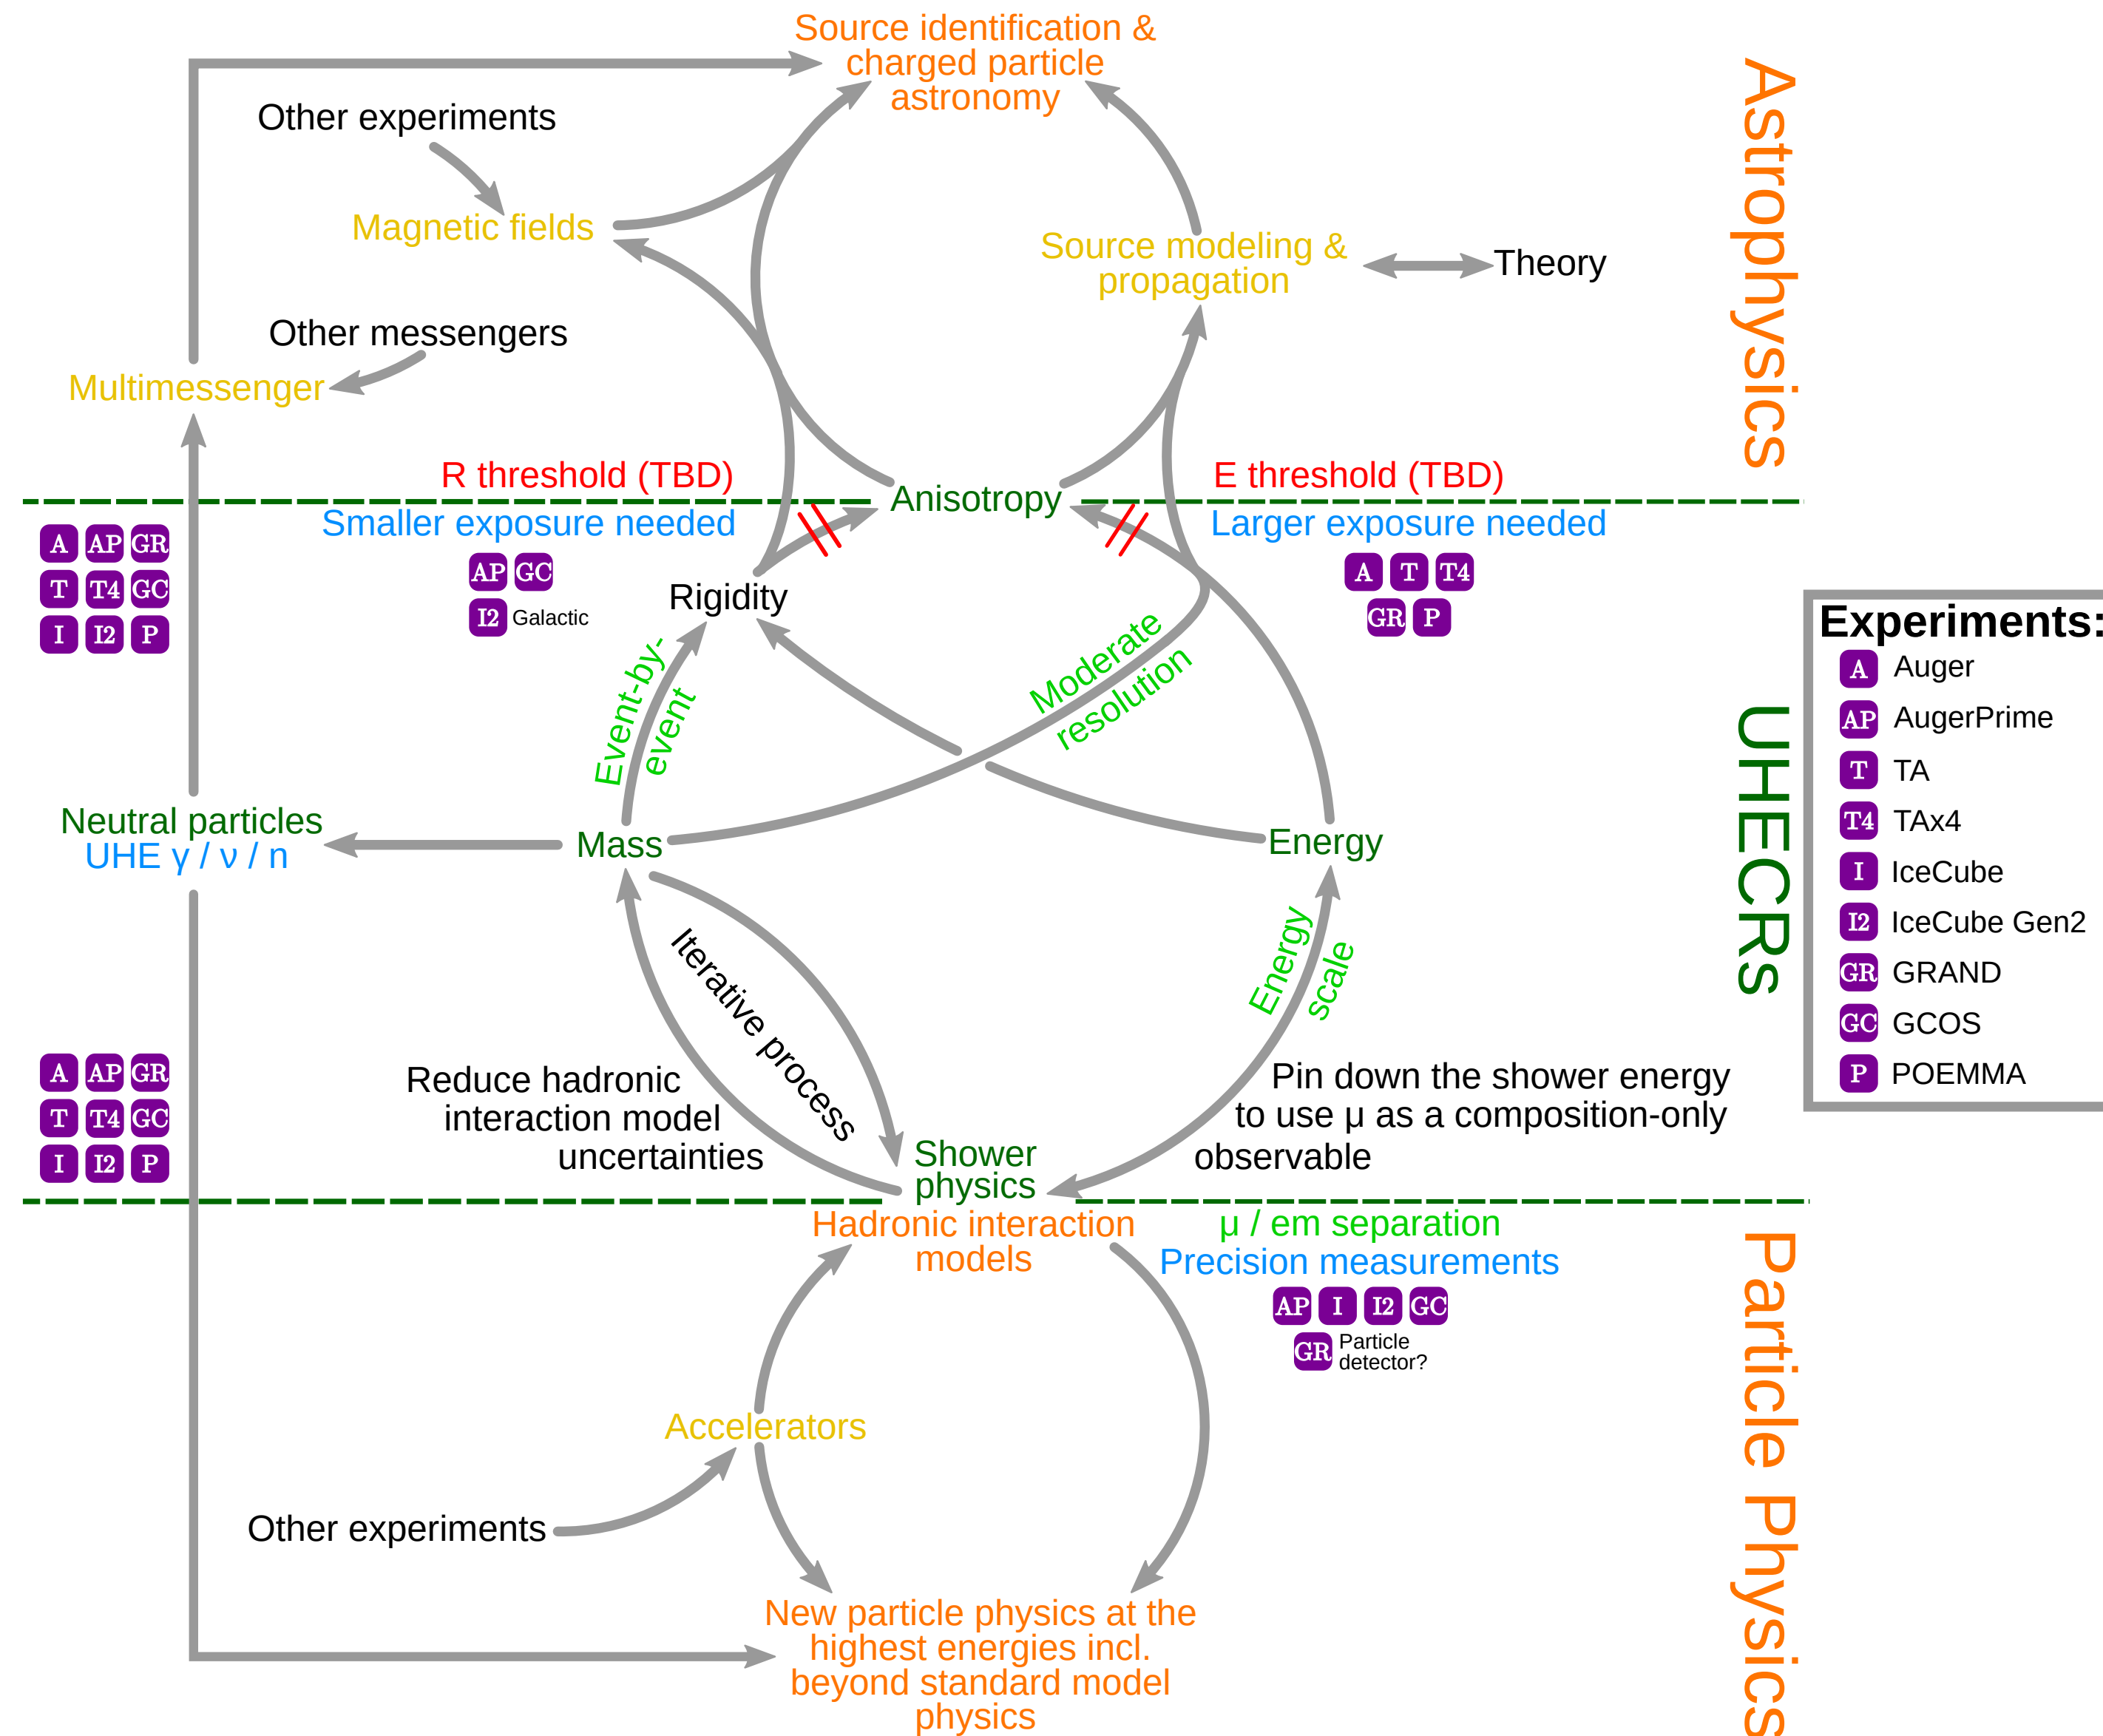 Source identification &
charged particle
astronomy
Other experiments
Magnetic fields
Source modeling &
propagation
Theory
Other messengers
Multimessenger
Astrophysics
R threshold (TBD)
E threshold (TBD)
Anisotropy
Smaller exposure needed
Larger exposure needed
A AP GR
T T4 GC
I I2 P
AP GC
I2 Galactic
A T T4
GR P
Rigidity
Event-by-
event
Moderate
resolution
Neutral particles
UHE γ / ν / n
Mass
Energy
UHECRs
Experiments:
A Auger
AP AugerPrime
T TA
T4 TAx4
I IceCube
I2 IceCube Gen2
GR GRAND
GC GCOS
P POEMMA
Iterative process
Energy
scale
Reduce hadronic
interaction model
uncertainties
Pin down the shower energy
to use μ as a composition-only
observable
A AP GR
T T4 GC
I I2 P
Shower
physics
Hadronic interaction
models
μ / em separation
Precision measurements
AP I I2 GC
GR Particle
detector?
Accelerators
Other experiments
Particle Physics
New particle physics at the
highest energies incl.
beyond standard model
physics